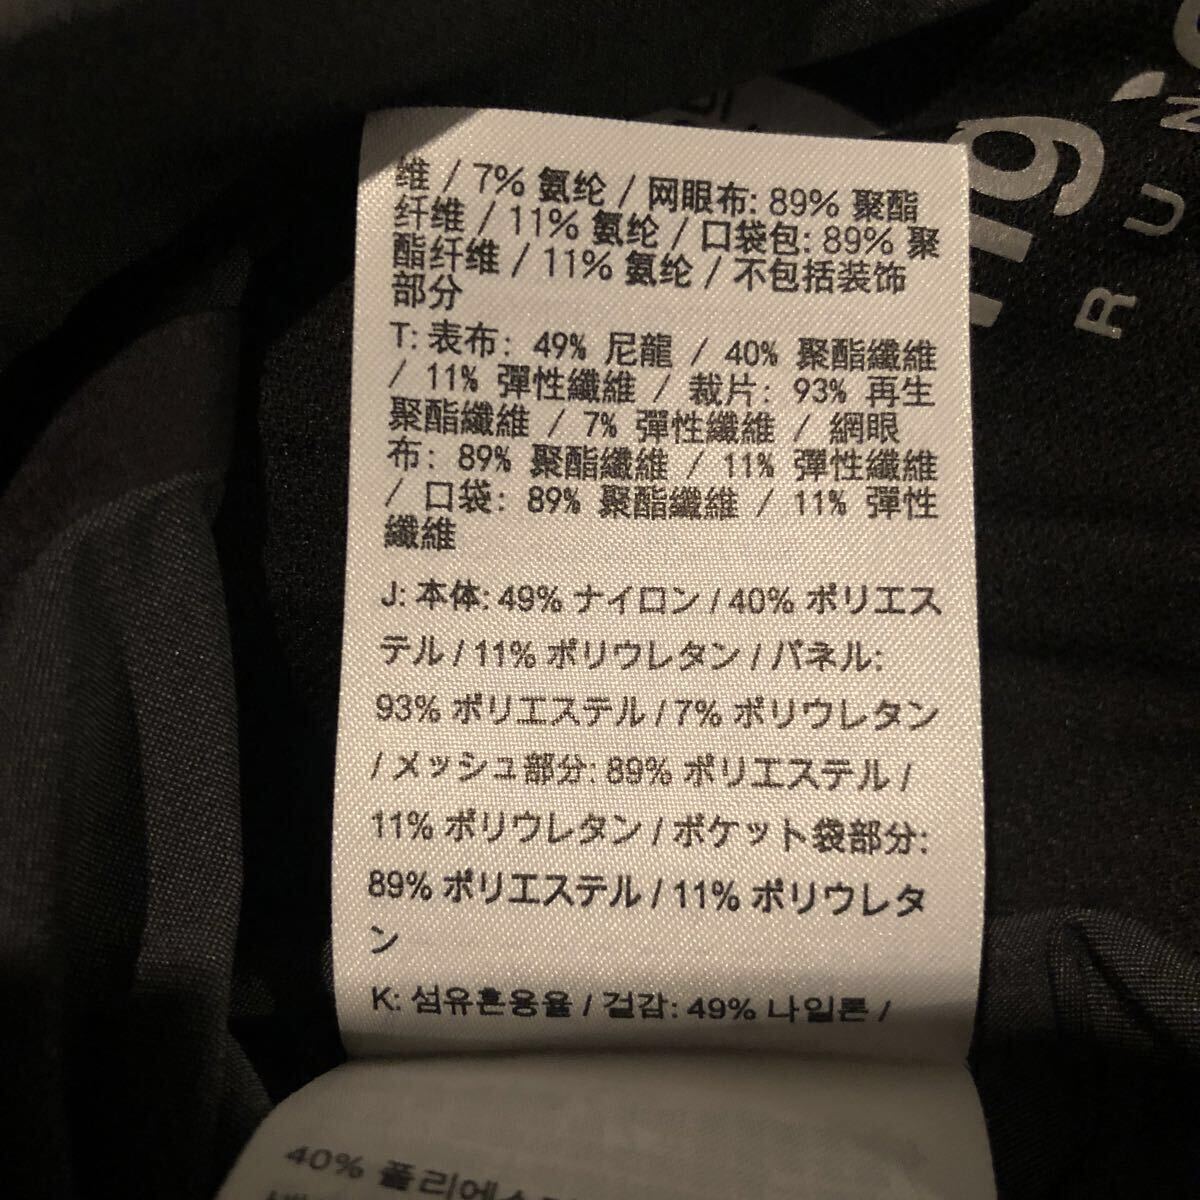 维 / 7% 氨纶 / 网眼布: 89% 聚酯
纤维 / 11% 氨纶 / 口袋包: 89% 聚
酯纤维 / 11% 氨纶 / 不包括装饰
部分
T: 表布: 49% 尼龍 / 40% 聚酯纖維
/ 11% 彈性纖維 / 裁片: 93% 再生
聚酯纖維 / 7% 彈性纖維 / 網眼
布: 89% 聚酯纖維 / 11% 彈性纖維
/ 口袋: 89% 聚酯纖維 / 11% 彈性
纖維
J: 本体: 49% ナイロン / 40% ポリエス
テル / 11% ポリウレタン / パネル:
93% ポリエステル / 7% ポリウレタン
/ メッシュ部分: 89% ポリエステル /
11% ポリウレタン / ポケット袋部分:
89% ポリエステル / 11% ポリウレタ
ン
K: 섬유혼용율 / 겉감: 49% 나일론 /
40%